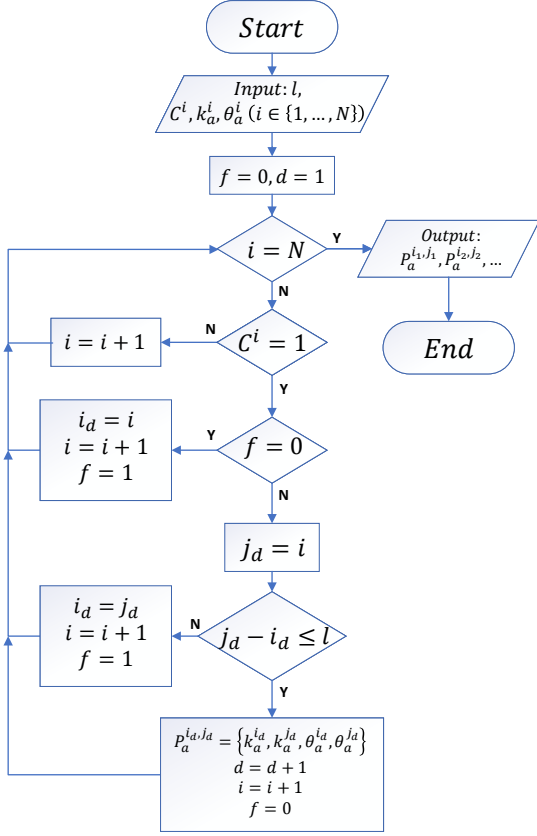 Start
Input: l,
C^i, k_a^i, θ_a^i (i ∈ {1, … , N})
f = 0, d = 1
i = N
Y
Output:
P_a^{i_1,j_1}, P_a^{i_2,j_2}, …
N
End
C^i = 1
N
i = i + 1
Y
f = 0
Y
i_d = i
i = i + 1
f = 1
N
j_d = i
j_d − i_d ≤ l
N
i_d = j_d
i = i + 1
f = 1
Y
P_a^{i_d,j_d} = {k_a^{i_d}, k_a^{j_d}, θ_a^{i_d}, θ_a^{j_d}}
d = d + 1
i = i + 1
f = 0